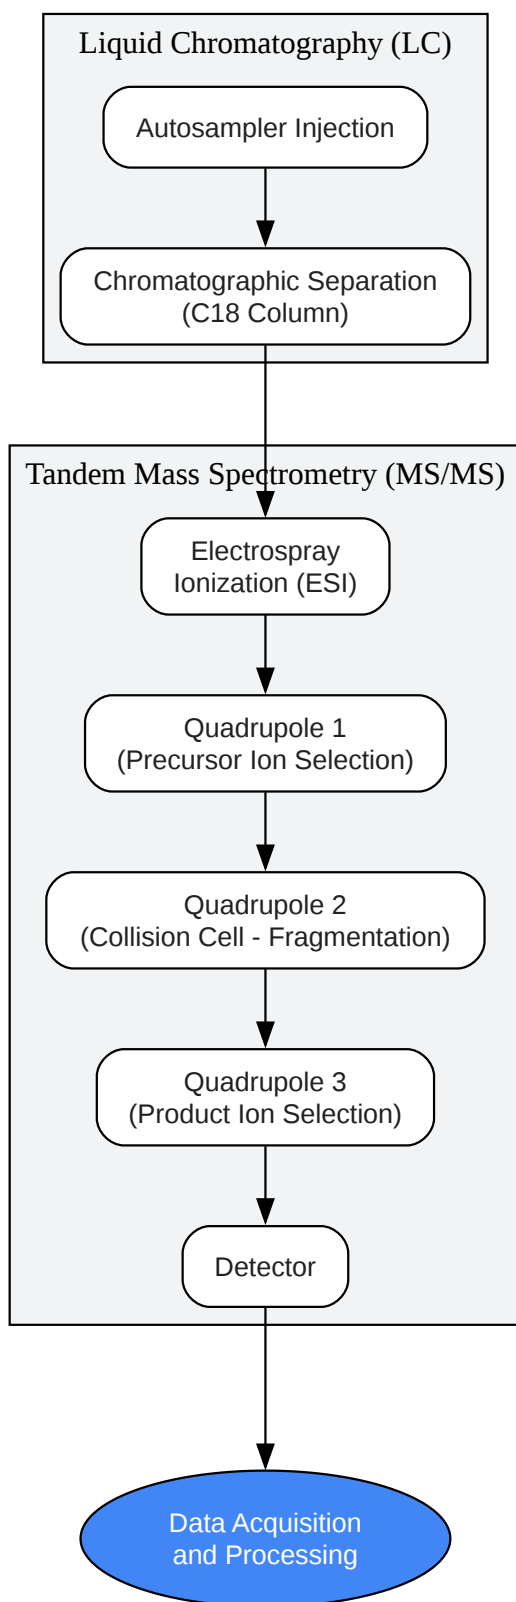 Liquid Chromatography (LC)
Autosampler Injection
Chromatographic Separation
(C18 Column)
Tandem Mass Spectrometry (MS/MS)
Electrospray
Ionization (ESI)
Quadrupole 1
(Precursor Ion Selection)
Quadrupole 2
(Collision Cell - Fragmentation)
Quadrupole 3
(Product Ion Selection)
Detector
Data Acquisition
and Processing